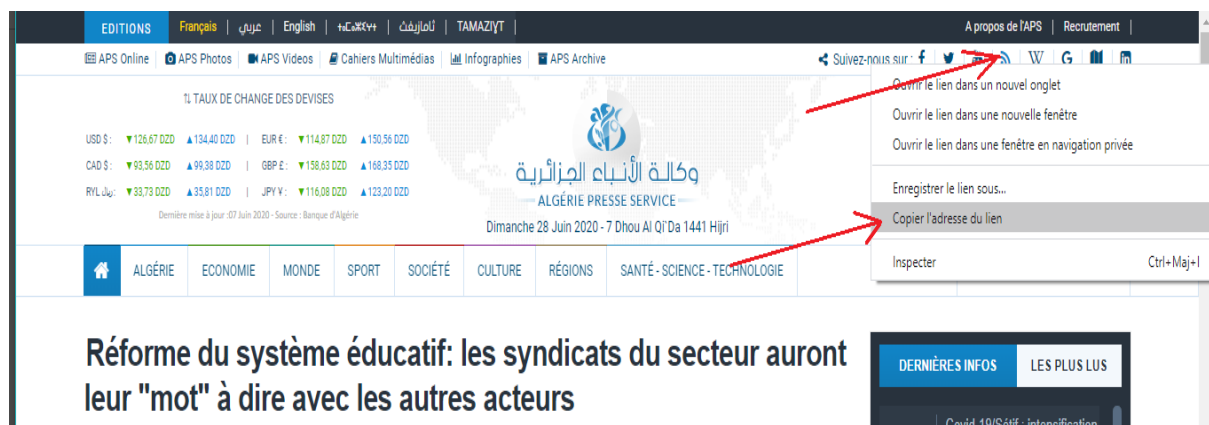 EDITIONS Français | عربي | English | ⵜⴰⵎⴰⵣⵉⵖⵜ | ثامازيغث | TAMAZIƔT | A propos de l'APS | Recrutement |
APS Online | APS Photos | APS Videos | Cahiers Multimédias | Infographies | APS Archive Suivez-nous sur :
TAUX DE CHANGE DES DEVISES
USD $ : ▼126,67 DZD ▲134,40 DZD | EUR € : ▼114,87 DZD ▲150,56 DZD
CAD $ : ▼93,56 DZD ▲99,38 DZD | GBP £ : ▼158,63 DZD ▲168,35 DZD
RYL ريال: ▼33,73 DZD ▲35,81 DZD | JPY ¥ : ▼116,08 DZD ▲123,20 DZD
Dernière mise à jour :07 Juin 2020 - Source : Banque d'Algérie
وكالة الأنباء الجزائرية
ALGÉRIE PRESSE SERVICE
Dimanche 28 Juin 2020 - 7 Dhou Al Qi'Da 1441 Hijri
Ouvrir le lien dans un nouvel onglet
Ouvrir le lien dans une nouvelle fenêtre
Ouvrir le lien dans une fenêtre en navigation privée
Enregistrer le lien sous...
Copier l'adresse du lien
Inspecter Ctrl+Maj+I
ALGÉRIE ECONOMIE MONDE SPORT SOCIÉTÉ CULTURE RÉGIONS SANTÉ - SCIENCE - TECHNOLOGIE
Réforme du système éducatif: les syndicats du secteur auront
leur "mot" à dire avec les autres acteurs
DERNIÈRES INFOS LES PLUS LUS
Covid-19/Sétif : intensification